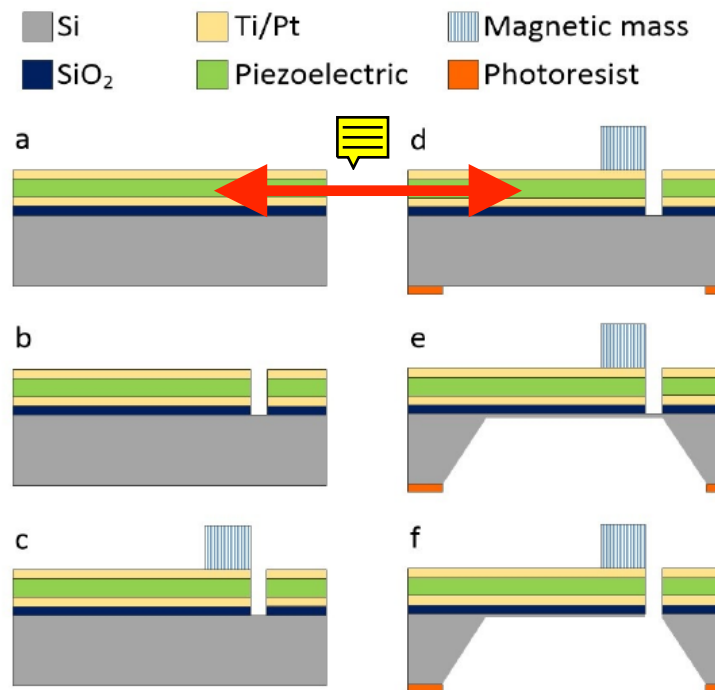 Si
Ti/Pt
Magnetic mass
SiO₂
Piezoelectric
Photoresist
a
d
b
e
c
f